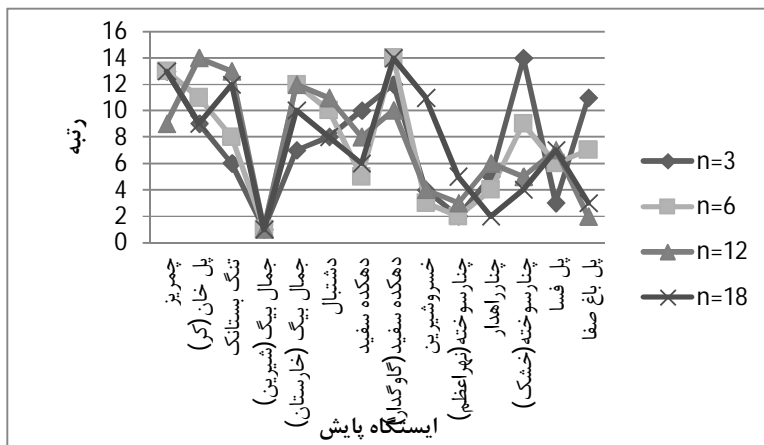 16
14
12
10
8
6
4
2
0
رتبه
چمریز
پل خان(کر)
تنگ بستانک
جمال بیگ (شیرین)
جمال بیگ (خارستان)
دشتبال
دهکده سفید
دهکده سفید(گاوگدار)
خسروشیرین
چنارسوخته(نهراعظم)
چنارراهدار
چنارسوخته(خشک)
پل فسا
پل باغ صفا
ایستگاه پایش
n=3
n=6
n=12
n=18